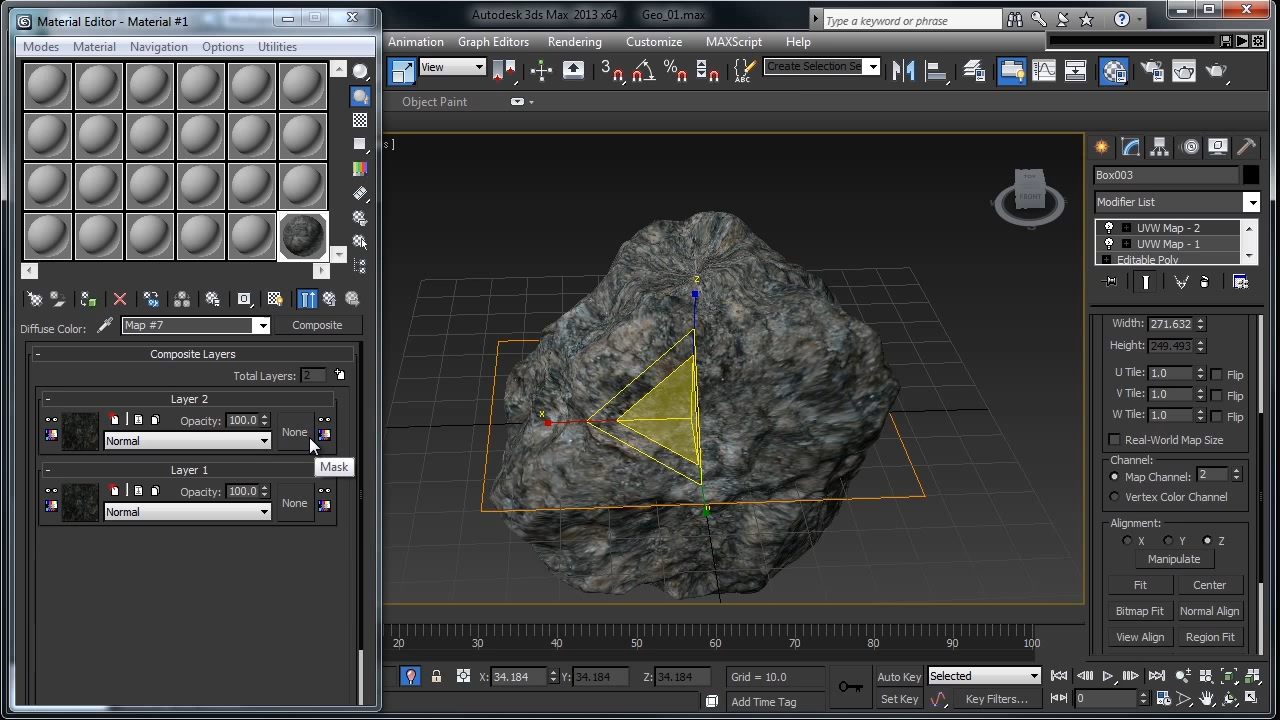 Material Editor - Material #1
Modes Material Navigation Options Utilities
Diffuse Color: Map #7 Composite
- Composite Layers
Total Layers: 2
- Layer 2
Opacity: 100.0
Normal
None
Mask
- Layer 1
Opacity: 100.0
Normal
None
Autodesk 3ds Max 2013 x64 Geo_01.max
Type a keyword or phrase
Animation Graph Editors Rendering Customize MAXScript Help
View
3
ABC
Create Selection Se
Object Paint
TOP
FRONT
z
x
Box003
Modifier List
UVW Map - 2
UVW Map - 1
Editable Poly
Width: 271.632
Height: 249.493
U Tile: 1.0 Flip
V Tile: 1.0 Flip
W Tile: 1.0 Flip
Real-World Map Size
Channel:
Map Channel: 2
Vertex Color Channel
Alignment:
X Y Z
Manipulate
Fit Center
Bitmap Fit Normal Align
View Align Region Fit
20 30 40 50 60 70 80 90 100
X: 34.184 Y: 34.184 Z: 34.184 Grid = 10.0
Add Time Tag
Auto Key Selected
Set Key Key Filters...
0